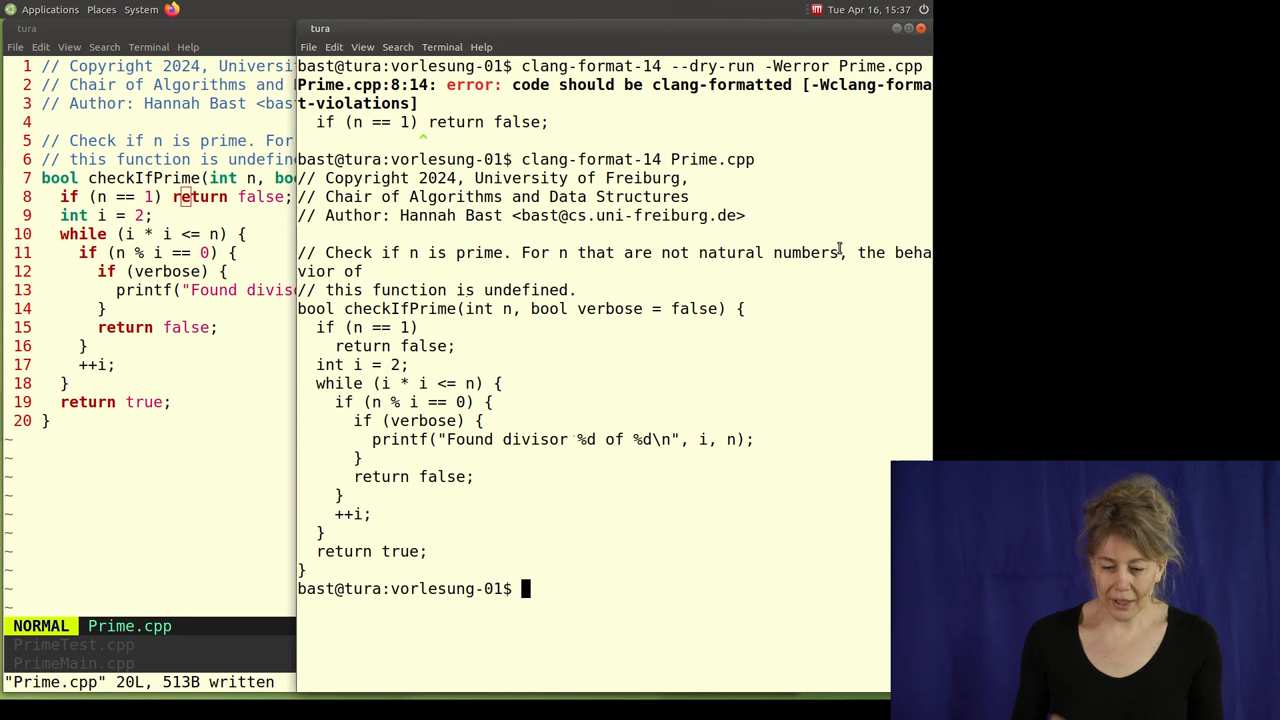 Applications Places System Tue Apr 16, 15:37
tura
File Edit View Search Terminal Help
1 // Copyright 2024, Universi
2 // Chair of Algorithms and
3 // Author: Hannah Bast <bas
4
5 // Check if n is prime. For
6 // this function is undefine
7 bool checkIfPrime(int n, boo
8 if (n == 1) return false;
9 int i = 2;
10 while (i * i <= n) {
11 if (n % i == 0) {
12 if (verbose) {
13 printf("Found diviso
14 }
15 return false;
16 }
17 ++i;
18 }
19 return true;
20 }
~
~
~
~
~
~
~
~
~
~
NORMAL Prime.cpp
PrimeTest.cpp
PrimeMain.cpp
"Prime.cpp" 20L, 513B written
tura
File Edit View Search Terminal Help
bast@tura:vorlesung-01$ clang-format-14 --dry-run -Werror Prime.cpp
Prime.cpp:8:14: error: code should be clang-formatted [-Wclang-forma
t-violations]
if (n == 1) return false;
^
bast@tura:vorlesung-01$ clang-format-14 Prime.cpp
// Copyright 2024, University of Freiburg,
// Chair of Algorithms and Data Structures
// Author: Hannah Bast <bast@cs.uni-freiburg.de>
// Check if n is prime. For n that are not natural numbers, the beha
vior of
// this function is undefined.
bool checkIfPrime(int n, bool verbose = false) {
if (n == 1)
return false;
int i = 2;
while (i * i <= n) {
if (n % i == 0) {
if (verbose) {
printf("Found divisor %d of %d\n", i, n);
}
return false;
}
++i;
}
return true;
}
bast@tura:vorlesung-01$